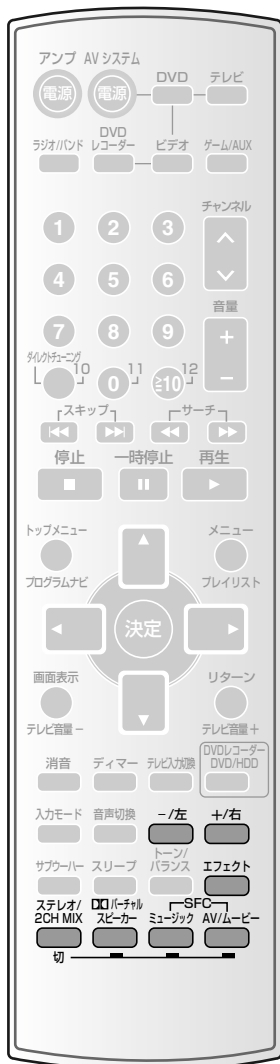 アンプ AVシステム
電源 電源 DVD テレビ
ラジオ/バンド DVDレコーダー ビデオ ゲーム/AUX
チャンネル
1 2 3
4 5 6
音量
7 8 9 +
ダイレクトチューニング
10 0 11 ≧10 12 −
スキップ サーチ
停止 一時停止 再生
トップメニュー メニュー
プログラムナビ プレイリスト
決定
画面表示 リターン
テレビ音量− テレビ音量+
消音 ディマー テレビ入力切換 DVDレコーダー DVD/HDD
入力モード 音声切換 −/左 +/右
サブウーハー スリープ トーン/バランス エフェクト
ステレオ/2CH MIX バーチャルスピーカー SFC ミュージック AV/ムービー
切